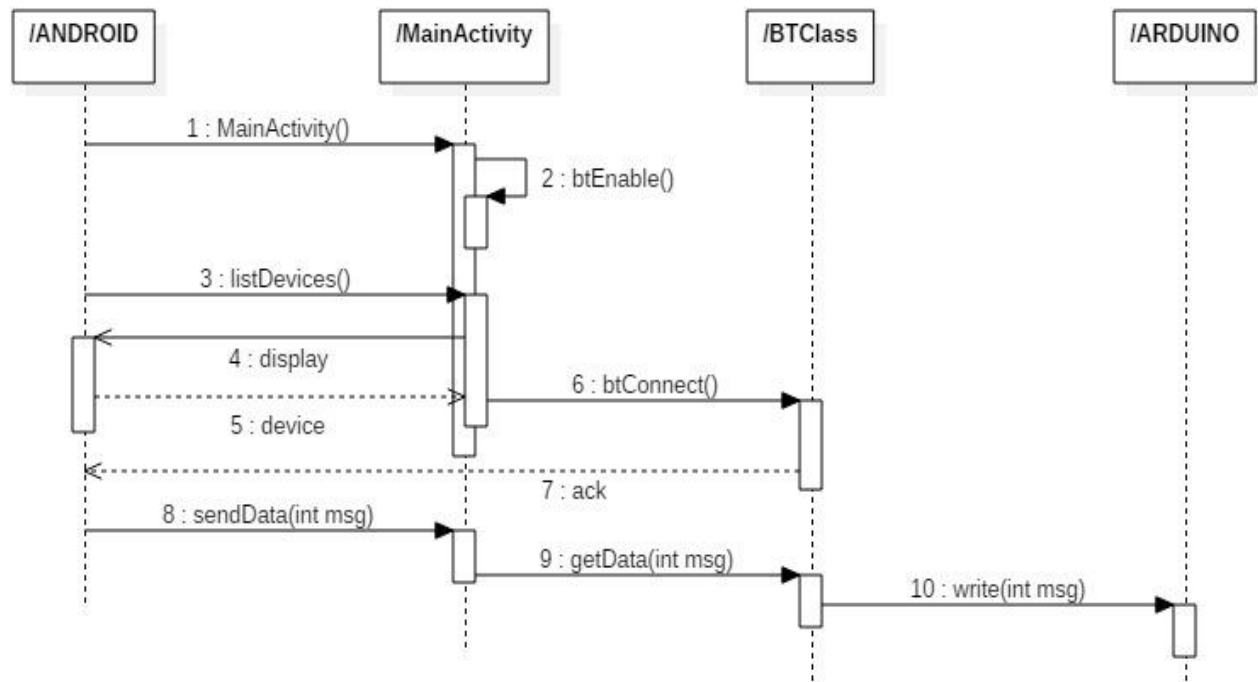 /ANDROID
/MainActivity
/BTClass
/ARDUINO
1 : MainActivity()
2 : btEnable()
3 : listDevices()
4 : display
6 : btConnect()
5 : device
7 : ack
8 : sendData(int msg)
9 : getData(int msg)
10 : write(int msg)